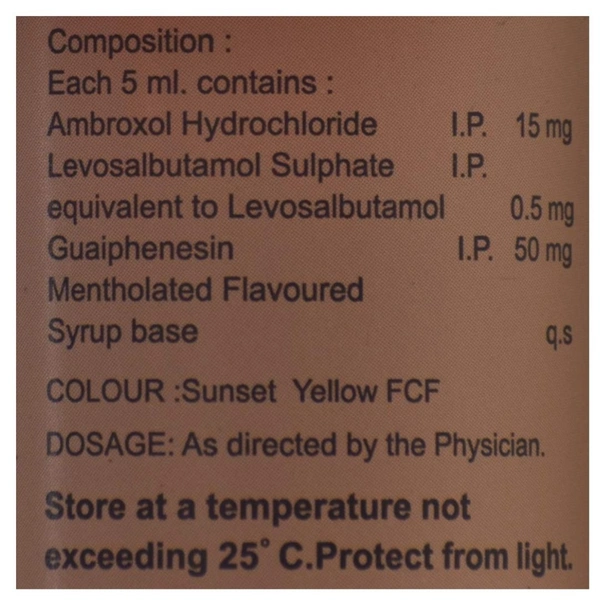 Composition :
Each 5 ml. contains :
Ambroxol Hydrochloride I.P. 15 mg
Levosalbutamol Sulphate I.P.
equivalent to Levosalbutamol 0.5 mg
Guaiphenesin I.P. 50 mg
Mentholated Flavoured
Syrup base q.s
COLOUR :Sunset Yellow FCF
DOSAGE: As directed by the Physician.
Store at a temperature not
exceeding 25° C.Protect from light.